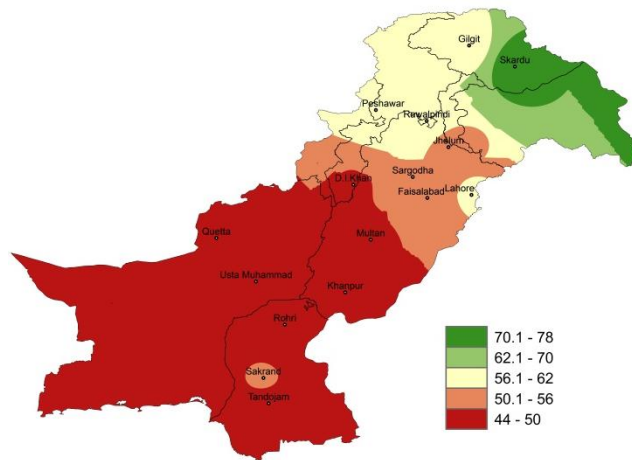 Gilgit
Skardu
Peshawar
Rawalpindi
Jhelum
Sargodha
D.I Khan
Faisalabad
Lahore
Quetta
Multan
Usta Muhammad
Khanpur
Rohri
Sakrand
Tandojam
70.1 - 78
62.1 - 70
56.1 - 62
50.1 - 56
44 - 50